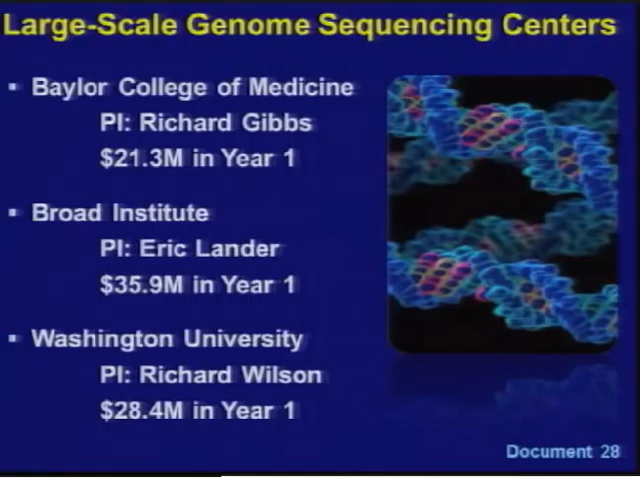 Large-Scale Genome Sequencing Centers
▪ Baylor College of Medicine
PI: Richard Gibbs
$21.3M in Year 1
▪ Broad Institute
PI: Eric Lander
$35.9M in Year 1
▪ Washington University
PI: Richard Wilson
$28.4M in Year 1
Document 28